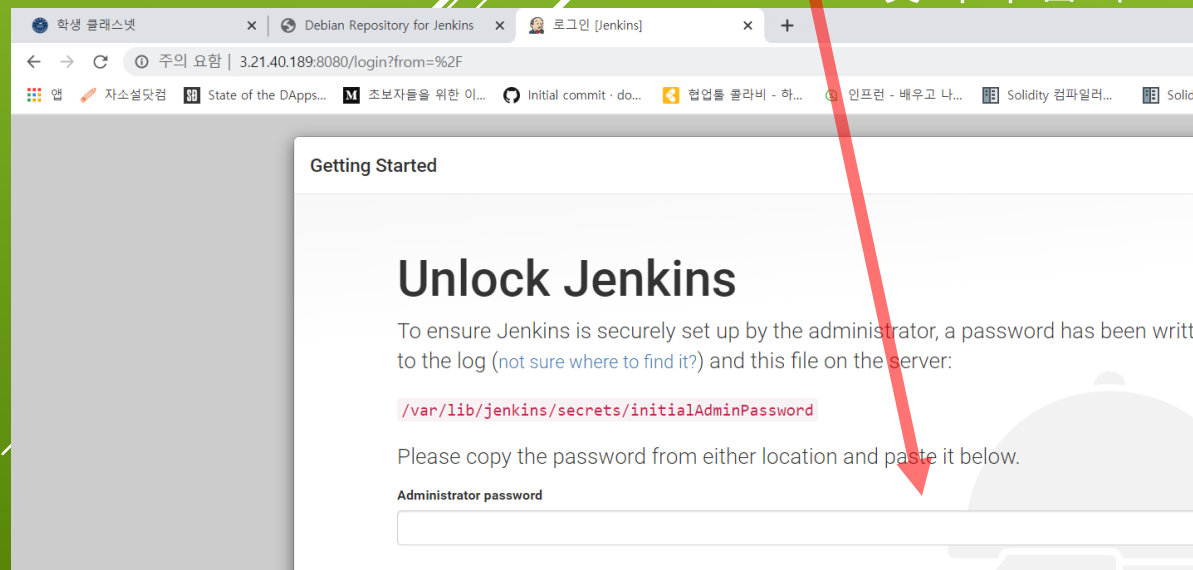 학생 클래스넷
Debian Repository for Jenkins
로그인 [Jenkins]
주의 요함 | 3.21.40.189:8080/login?from=%2F
앱 자소설닷컴 State of the DApps... 초보자들을 위한 이... Initial commit · do... 협업툴 콜라비 - 하... 인프런 - 배우고 나... Solidity 컴파일러... Solid
Getting Started
Unlock Jenkins
To ensure Jenkins is securely set up by the administrator, a password has been writt
to the log (not sure where to find it?) and this file on the server:
/var/lib/jenkins/secrets/initialAdminPassword
Please copy the password from either location and paste it below.
Administrator password